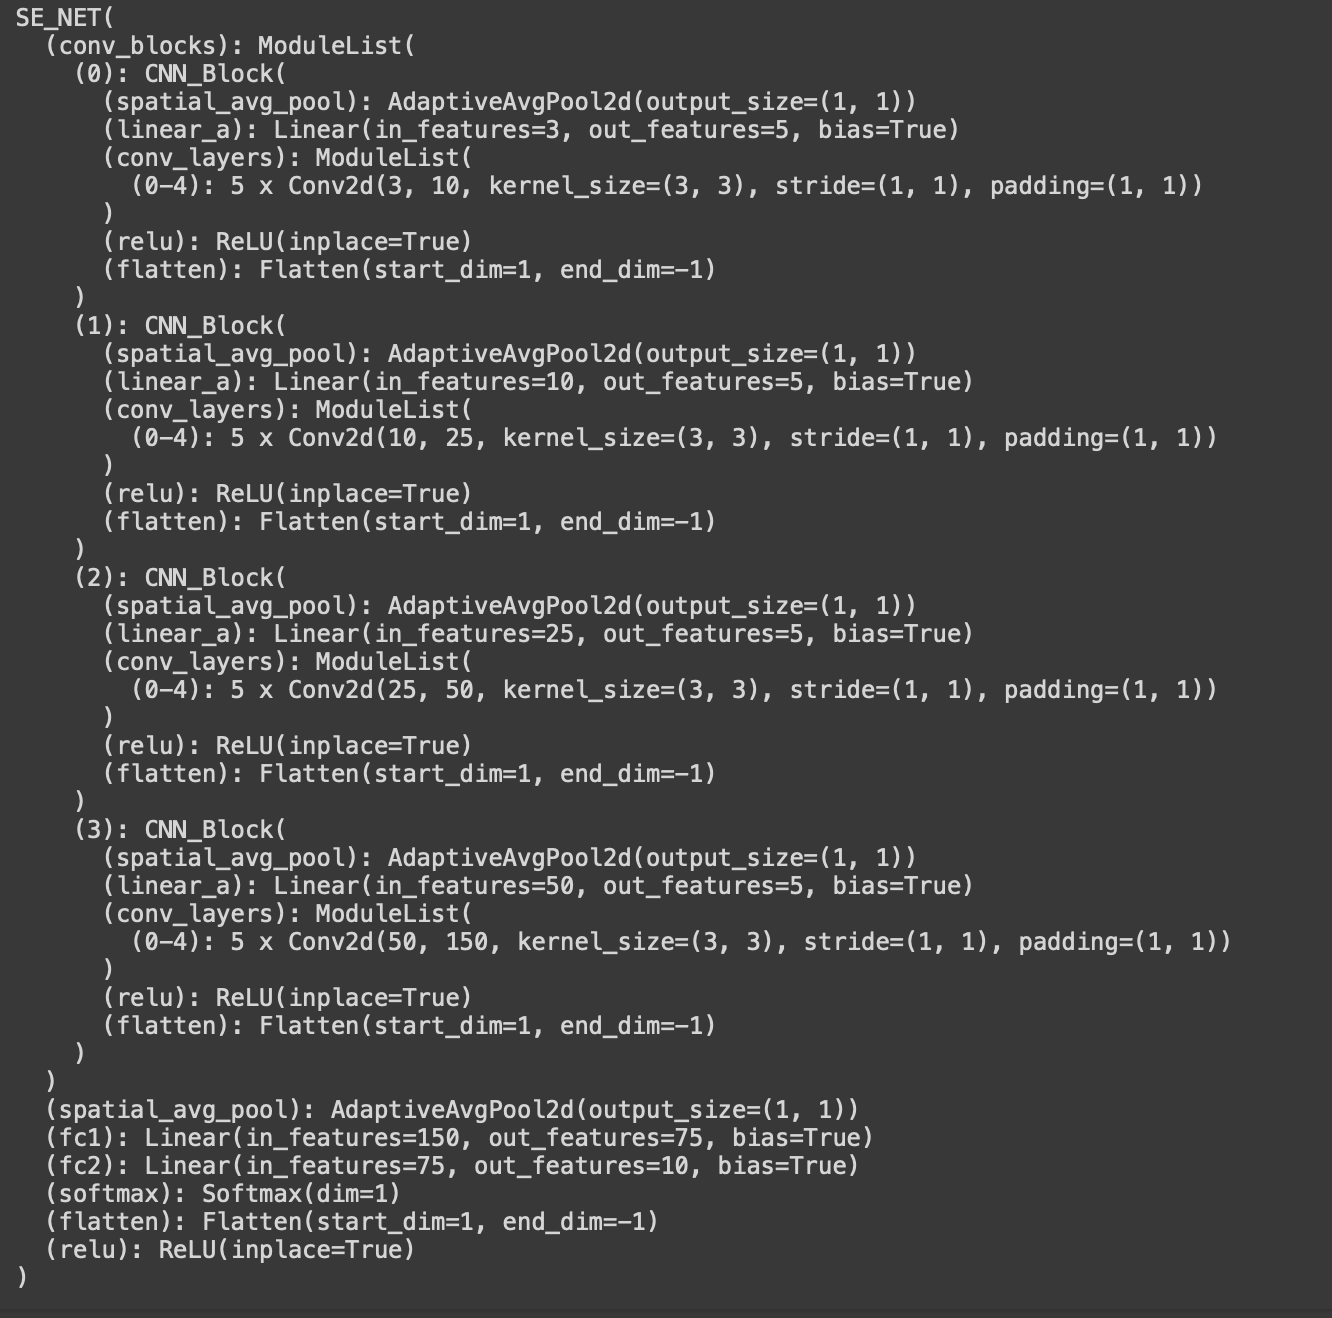 SE_NET(
  (conv_blocks): ModuleList(
    (0): CNN_Block(
      (spatial_avg_pool): AdaptiveAvgPool2d(output_size=(1, 1))
      (linear_a): Linear(in_features=3, out_features=5, bias=True)
      (conv_layers): ModuleList(
        (0-4): 5 x Conv2d(3, 10, kernel_size=(3, 3), stride=(1, 1), padding=(1, 1))
      )
      (relu): ReLU(inplace=True)
      (flatten): Flatten(start_dim=1, end_dim=-1)
    )
    (1): CNN_Block(
      (spatial_avg_pool): AdaptiveAvgPool2d(output_size=(1, 1))
      (linear_a): Linear(in_features=10, out_features=5, bias=True)
      (conv_layers): ModuleList(
        (0-4): 5 x Conv2d(10, 25, kernel_size=(3, 3), stride=(1, 1), padding=(1, 1))
      )
      (relu): ReLU(inplace=True)
      (flatten): Flatten(start_dim=1, end_dim=-1)
    )
    (2): CNN_Block(
      (spatial_avg_pool): AdaptiveAvgPool2d(output_size=(1, 1))
      (linear_a): Linear(in_features=25, out_features=5, bias=True)
      (conv_layers): ModuleList(
        (0-4): 5 x Conv2d(25, 50, kernel_size=(3, 3), stride=(1, 1), padding=(1, 1))
      )
      (relu): ReLU(inplace=True)
      (flatten): Flatten(start_dim=1, end_dim=-1)
    )
    (3): CNN_Block(
      (spatial_avg_pool): AdaptiveAvgPool2d(output_size=(1, 1))
      (linear_a): Linear(in_features=50, out_features=5, bias=True)
      (conv_layers): ModuleList(
        (0-4): 5 x Conv2d(50, 150, kernel_size=(3, 3), stride=(1, 1), padding=(1, 1))
      )
      (relu): ReLU(inplace=True)
      (flatten): Flatten(start_dim=1, end_dim=-1)
    )
  )
  (spatial_avg_pool): AdaptiveAvgPool2d(output_size=(1, 1))
  (fc1): Linear(in_features=150, out_features=75, bias=True)
  (fc2): Linear(in_features=75, out_features=10, bias=True)
  (softmax): Softmax(dim=1)
  (flatten): Flatten(start_dim=1, end_dim=-1)
  (relu): ReLU(inplace=True)
)